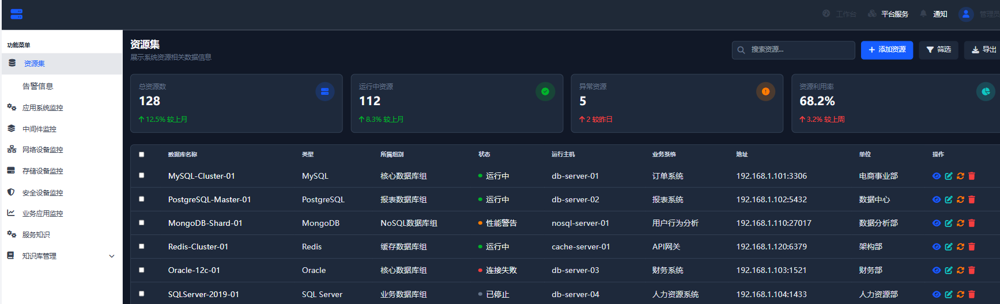 工作台 平台服务 通知 管理员
功能菜单
资源集
告警信息
应用系统监控
中间件监控
网络设备监控
存储设备监控
安全设备监控
业务应用监控
服务知识
知识库管理
资源集
展示系统资源相关数据信息
搜索资源... 添加资源 筛选 导出
总资源数
128
12.5% 较上月
运行中资源
112
8.3% 较上月
异常资源
5
2 较昨日
资源利用率
68.2%
3.2% 较上周
数据库名称 类型 所属组别 状态 运行主机 业务系统 地址 单位 操作
MySQL-Cluster-01 MySQL 核心数据库组 运行中 db-server-01 订单系统 192.168.1.101:3306 电商事业部
PostgreSQL-Master-01 PostgreSQL 报表数据库组 运行中 db-server-02 报表系统 192.168.1.102:5432 数据中心
MongoDB-Shard-01 MongoDB NoSQL数据库组 性能警告 nosql-server-01 用户行为分析 192.168.1.110:27017 数据分析部
Redis-Cluster-01 Redis 缓存数据库组 运行中 cache-server-01 API网关 192.168.1.120:6379 架构部
Oracle-12c-01 Oracle 核心数据库组 连接失败 db-server-03 财务系统 192.168.1.103:1521 财务部
SQLServer-2019-01 SQL Server 业务数据库组 已停止 db-server-04 人力资源系统 192.168.1.104:1433 人力资源部